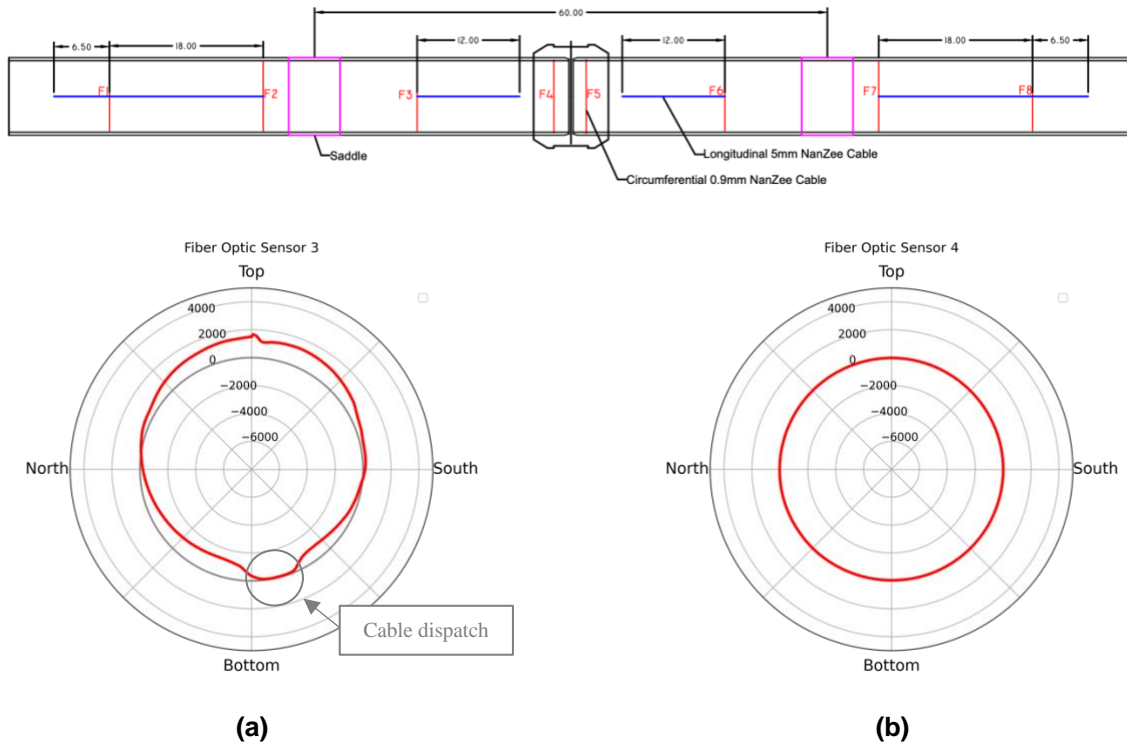 60.00
6.50
18.00
12.00
12.00
18.00
6.50
F1
F2
F3
F4
F5
F6
F7
F8
Saddle
Longitudinal 5mm NanZee Cable
Circumferential 0.9mm NanZee Cable
Fiber Optic Sensor 3
Top
4000
2000
0
−2000
−4000
−6000
North
South
Bottom
Cable dispatch
(a)
Fiber Optic Sensor 4
Top
4000
2000
0
−2000
−4000
−6000
North
South
Bottom
(b)